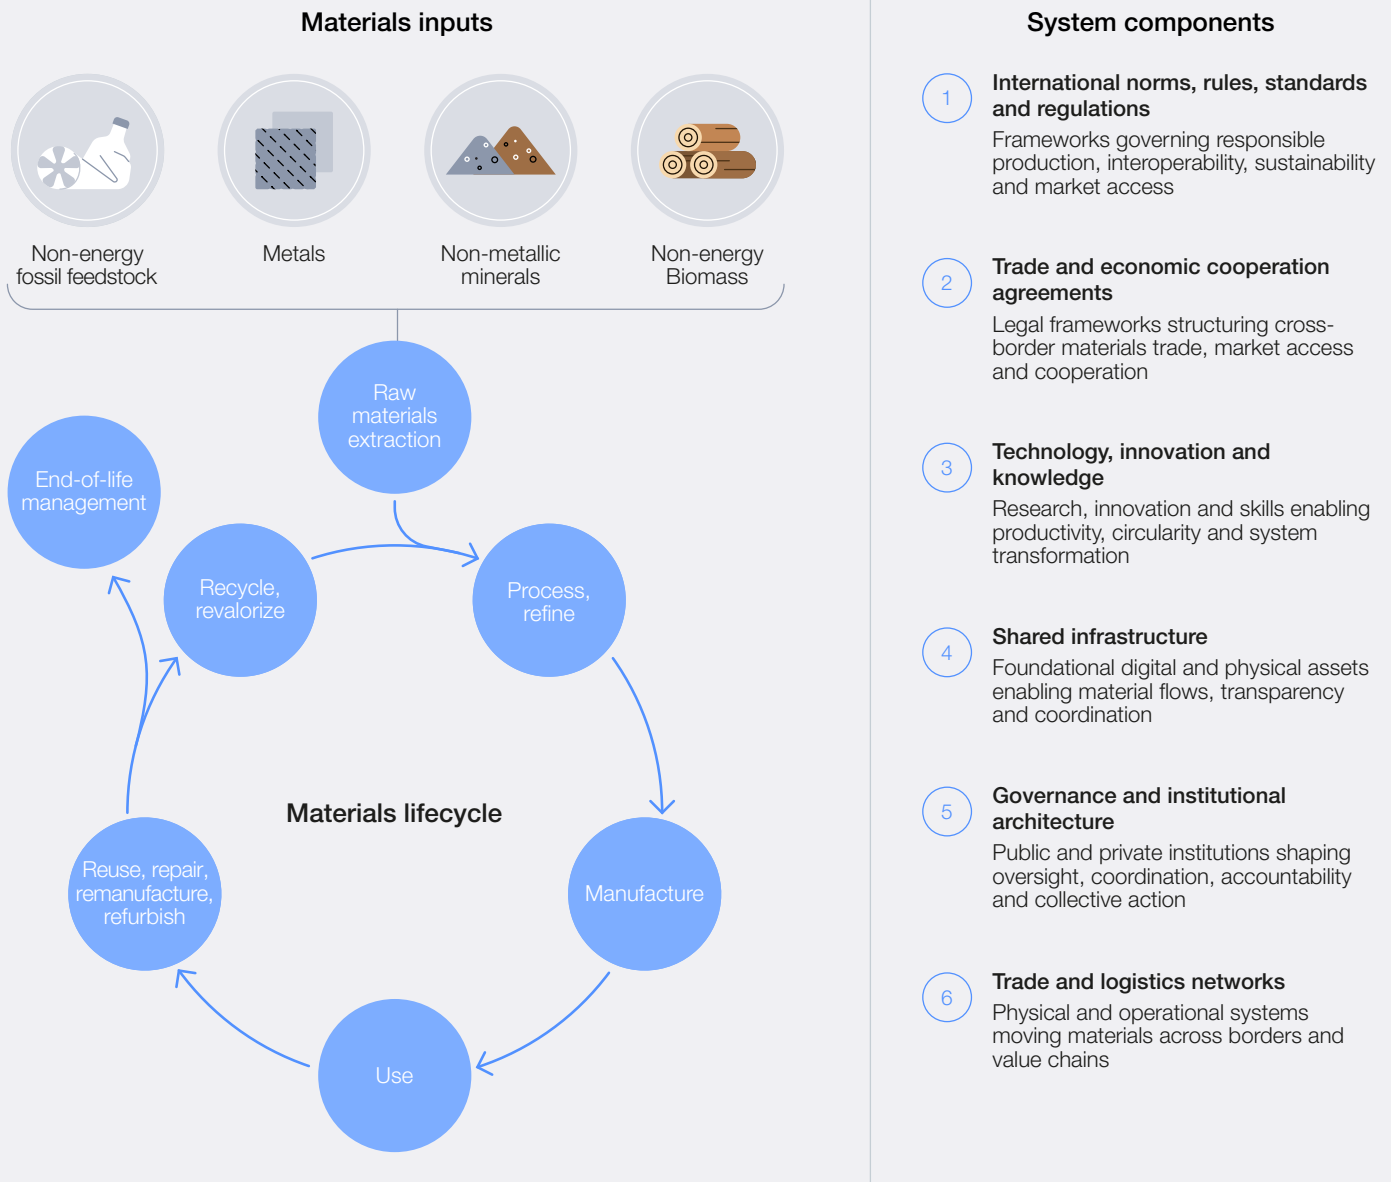 Materials inputs
Non-energy
fossil feedstock
Metals
Non-metallic
minerals
Non-energy
Biomass
Raw
materials
extraction
End-of-life
management
Recycle,
revalorize
Process,
refine
Materials lifecycle
Reuse, repair,
remanufacture,
refurbish
Manufacture
Use
System components
1
International norms, rules, standards
and regulations
Frameworks governing responsible
production, interoperability, sustainability
and market access
2
Trade and economic cooperation
agreements
Legal frameworks structuring cross-
border materials trade, market access
and cooperation
3
Technology, innovation and
knowledge
Research, innovation and skills enabling
productivity, circularity and system
transformation
4
Shared infrastructure
Foundational digital and physical assets
enabling material flows, transparency
and coordination
5
Governance and institutional
architecture
Public and private institutions shaping
oversight, coordination, accountability
and collective action
6
Trade and logistics networks
Physical and operational systems
moving materials across borders and
value chains